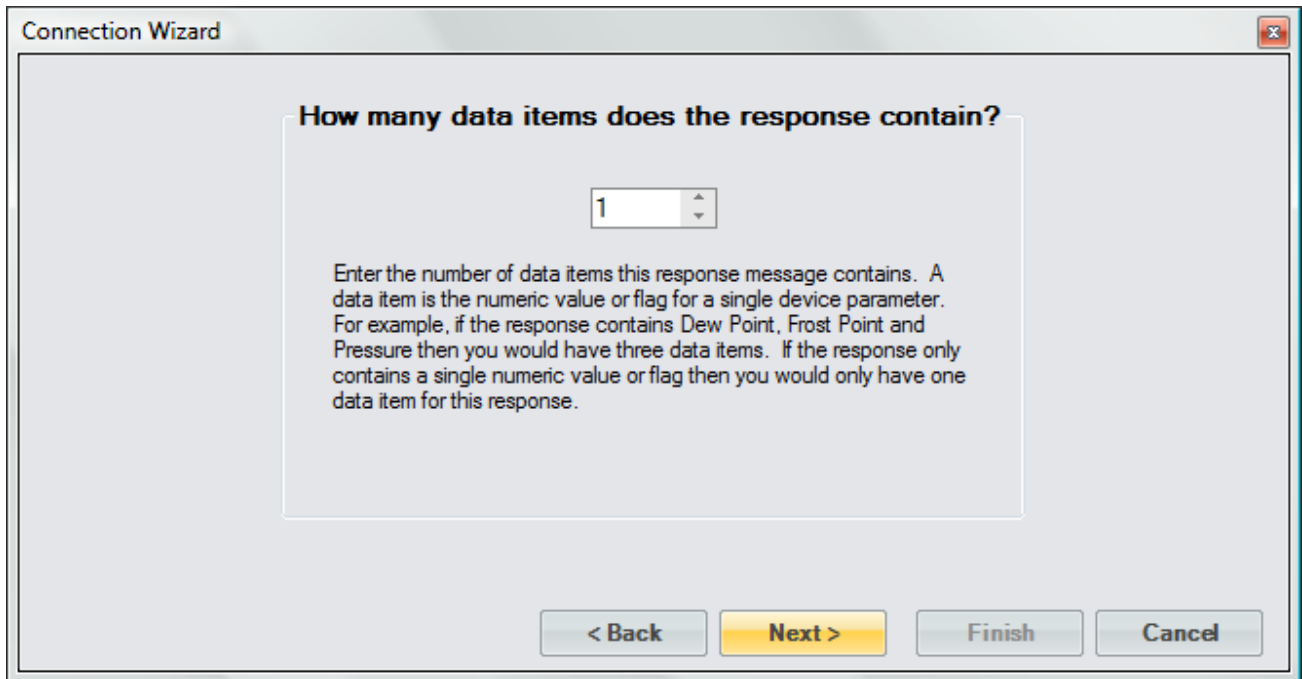 Connection Wizard
How many data items does the response contain?
1
Enter the number of data items this response message contains.  A
data item is the numeric value or flag for a single device parameter.
For example, if the response contains Dew Point, Frost Point and
Pressure then you would have three data items.  If the response only
contains a single numeric value or flag then you would only have one
data item for this response.
< Back Next > Finish Cancel